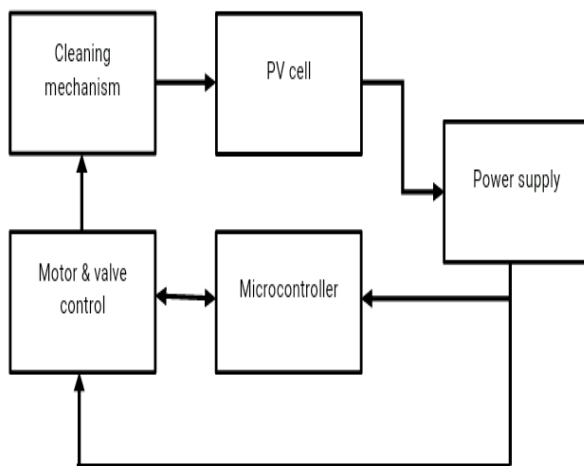 Cleaning
mechanism
PV cell
Power supply
Motor & valve
control
Microcontroller